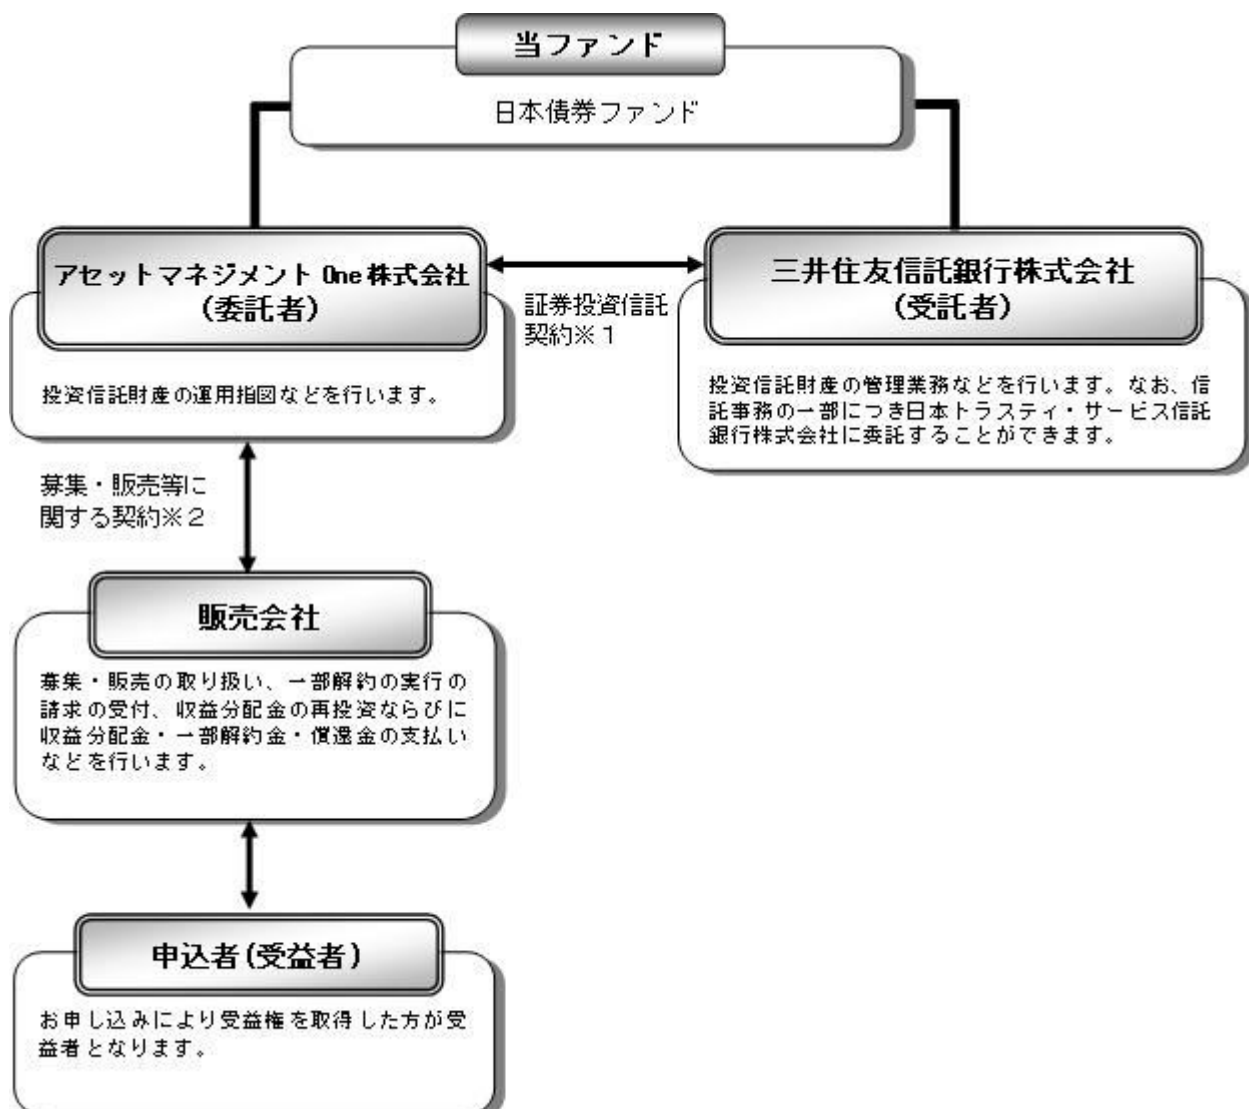 当ファンド
日本債券ファンド
アセットマネジメントOne株式会社
(委託者)
投資信託財産の運用指図などを行います。
証券投資信託
契約※1
三井住友信託銀行株式会社
(受託者)
投資信託財産の管理業務などを行います。なお、信
託事務の一部につき日本トラスティ・サービス信託
銀行株式会社に委託することができます。
募集・販売等に
関する契約※2
販売会社
募集・販売の取り扱い、一部解約の実行の
請求の受付、収益分配金の再投資ならびに
収益分配金・一部解約金・償還金の支払い
などを行います。
申込者(受益者)
お申し込みにより受益権を取得した方が受
益者となります。